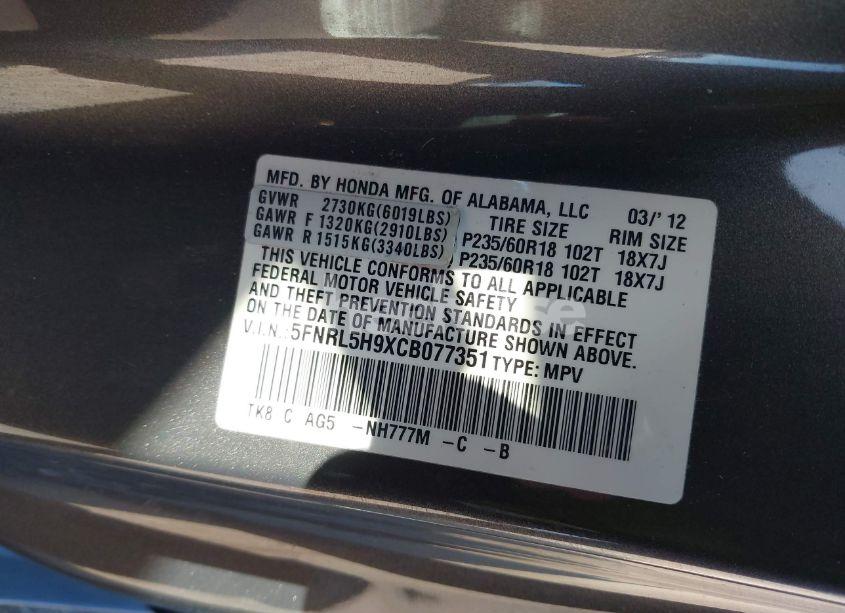 MFD. BY HONDA MFG. OF ALABAMA, LLC 03/' 12
GVWR 2730KG(6019LBS) TIRE SIZE RIM SIZE
GAWR F 1320KG(2910LBS) P235/60R18 102T 18X7J
GAWR R 1515KG(3340LBS) P235/60R18 102T 18X7J
THIS VEHICLE CONFORMS TO ALL APPLICABLE
FEDERAL MOTOR VEHICLE SAFETY
AND THEFT PREVENTION STANDARDS IN EFFECT
ON THE DATE OF MANUFACTURE SHOWN ABOVE.
V.I.N.: 5FNRL5H9XCB077351 TYPE: MPV
TK8 C AG5 -NH777M -C -B